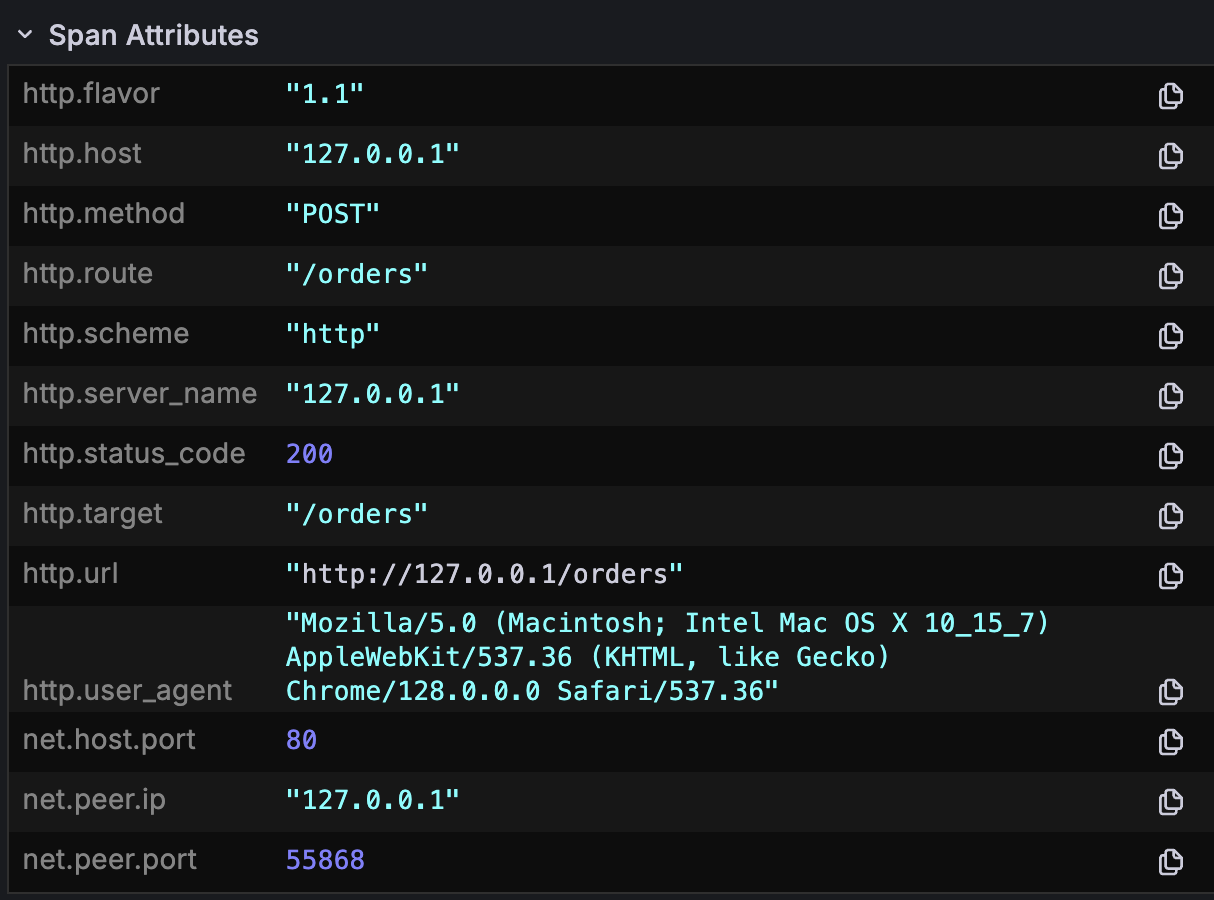 Span Attributes
http.flavor "1.1"
http.host "127.0.0.1"
http.method "POST"
http.route "/orders"
http.scheme "http"
http.server_name "127.0.0.1"
http.status_code 200
http.target "/orders"
http.url "http://127.0.0.1/orders"
"Mozilla/5.0 (Macintosh; Intel Mac OS X 10_15_7)
AppleWebKit/537.36 (KHTML, like Gecko)
http.user_agent Chrome/128.0.0.0 Safari/537.36"
net.host.port 80
net.peer.ip "127.0.0.1"
net.peer.port 55868